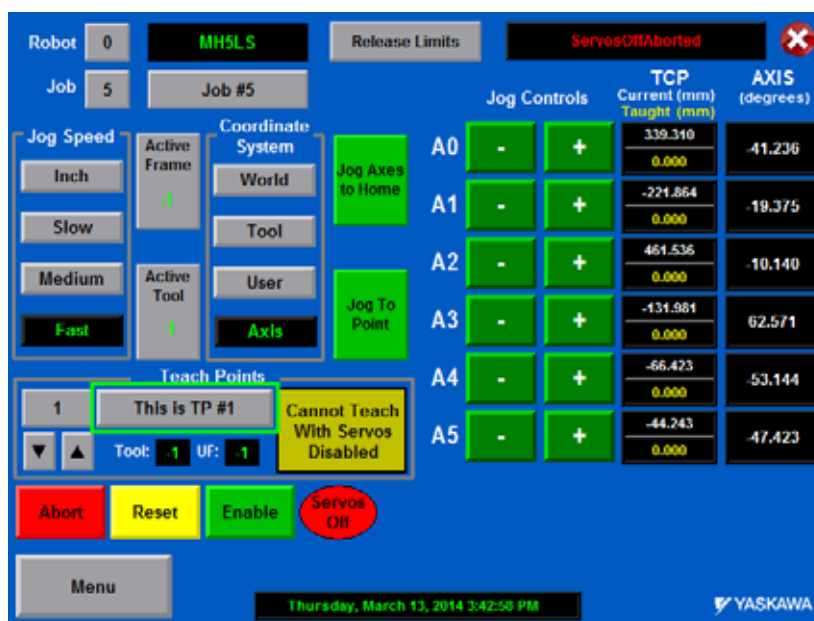 Robot 0 MH5LS Release Limits ServosOffAborted
Job 5 Job #5
Jog Controls
TCP
Current (mm)
Taught (mm)
AXIS
(degrees)
Jog Speed
Inch
Slow
Medium
Fast
Active
Frame
-1
Active
Tool
-1
Coordinate
System
World
Tool
User
Axis
Jog Axes
to Home
Jog To
Point
A0 - + 339.310 -41.236
0.000
A1 - + -221.864 -19.375
0.000
A2 - + 461.536 -10.140
0.000
A3 - + -131.981 62.571
0.000
A4 - + -66.423 -53.144
0.000
A5 - + -44.243 -47.423
0.000
Teach Points
1 This is TP #1
Tool: -1 UF: -1
Cannot Teach
With Servos
Disabled
Abort Reset Enable
Servos
Off
Menu
Thursday, March 13, 2014 3:42:58 PM
YASKAWA